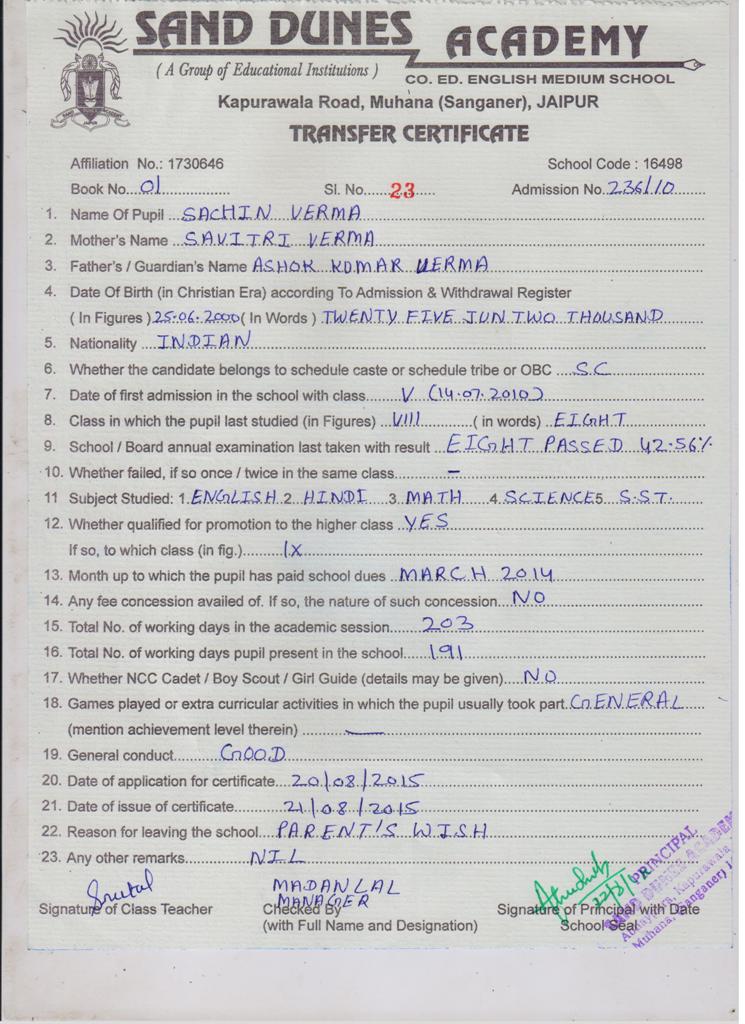 SAND DUNES ACADEMY
( A Group of Educational Institutions )
CO. ED. ENGLISH MEDIUM SCHOOL
Kapurawala Road, Muhana (Sanganer), JAIPUR
TRANSFER CERTIFICATE
Affiliation No.: 1730646 School Code : 16498
Book No. 01 Sl. No. 23 Admission No. 236/10
1. Name Of Pupil SACHIN VERMA
2. Mother's Name SAVITRI VERMA
3. Father's / Guardian's Name ASHOK KUMAR VERMA
4. Date Of Birth (in Christian Era) according To Admission & Withdrawal Register
( In Figures ) 25.06.2000 ( In Words ) TWENTY FIVE JUN TWO THOUSAND
5. Nationality INDIAN
6. Whether the candidate belongs to schedule caste or schedule tribe or OBC S.C
7. Date of first admission in the school with class V (14.07.2010)
8. Class in which the pupil last studied (in Figures) VIII ( in words) EIGHT
9. School / Board annual examination last taken with result EIGHT PASSED 42.56%
10. Whether failed, if so once / twice in the same class –
11 Subject Studied: 1. ENGLISH 2. HINDI 3. MATH 4. SCIENCE 5 S.ST.
12. Whether qualified for promotion to the higher class YES
If so, to which class (in fig.) IX
13. Month up to which the pupil has paid school dues MARCH 2014
14. Any fee concession availed of. If so, the nature of such concession NO
15. Total No. of working days in the academic session 203
16. Total No. of working days pupil present in the school 191
17. Whether NCC Cadet / Boy Scout / Girl Guide (details may be given) NO
18. Games played or extra curricular activities in which the pupil usually took part GENERAL
(mention achievement level therein) —
19. General conduct GOOD
20. Date of application for certificate 20/08/2015
21. Date of issue of certificate 21/08/2015
22. Reason for leaving the school PARENT'S WISH
23. Any other remarks NIL
MADANLAL
MANAGER
Signature of Class Teacher Checked By Signature of Principal with Date
(with Full Name and Designation) School Seal
PRINCIPAL
SAND DUNES ACADEMY
Kapurawala
Muhana, (Sanganer)